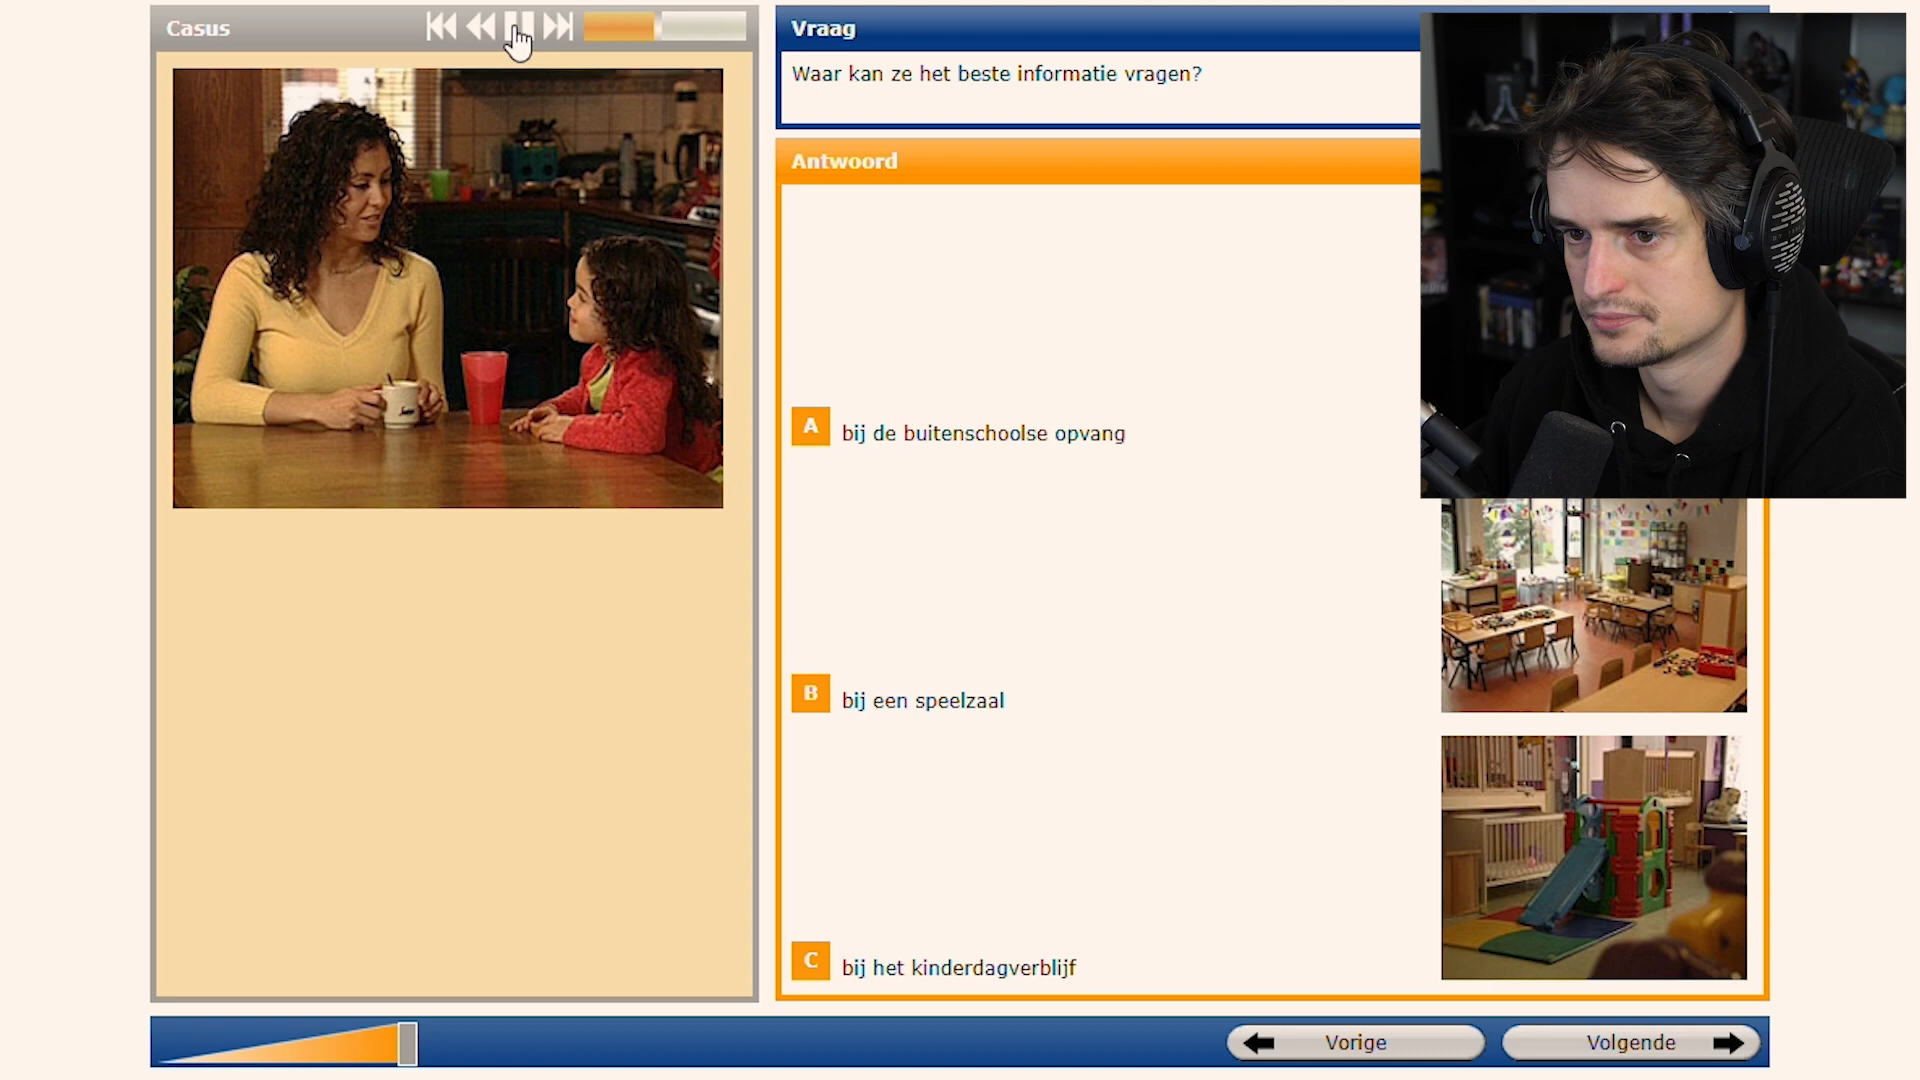 Casus
Vraag
Waar kan ze het beste informatie vragen?
Antwoord
A bij de buitenschoolse opvang
B bij een speelzaal
C bij het kinderdagverblijf
Vorige
Volgende